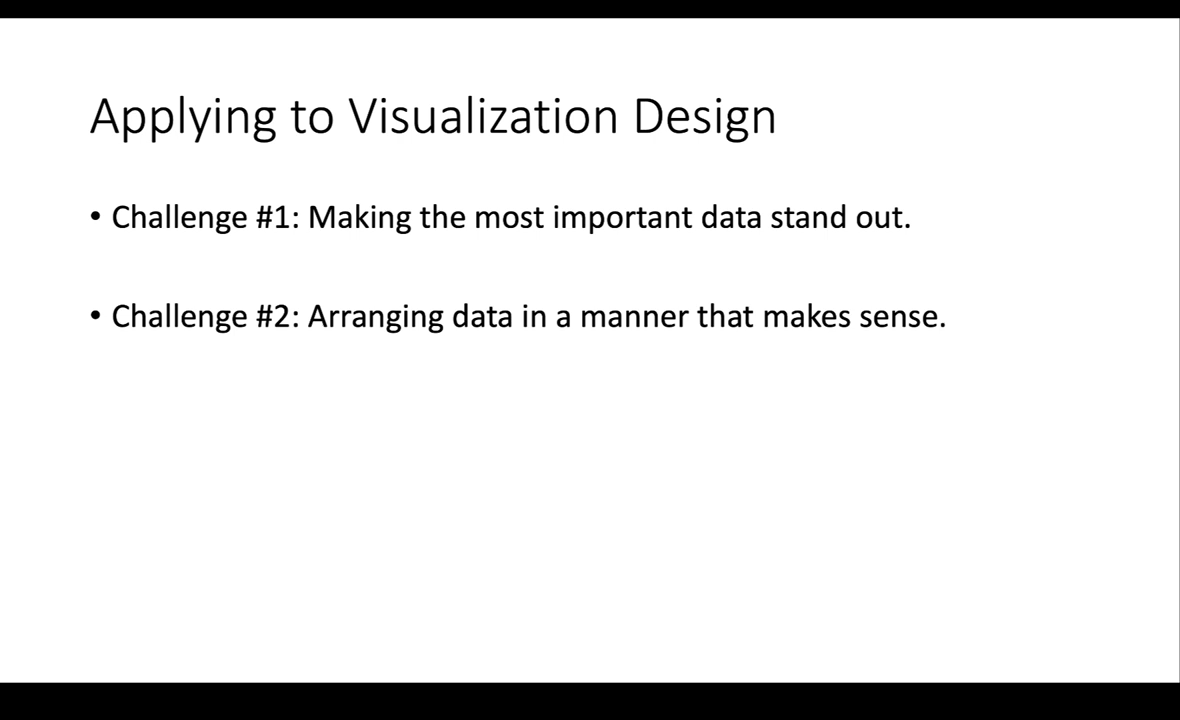 Applying to Visualization Design
• Challenge #1: Making the most important data stand out.
• Challenge #2: Arranging data in a manner that makes sense.